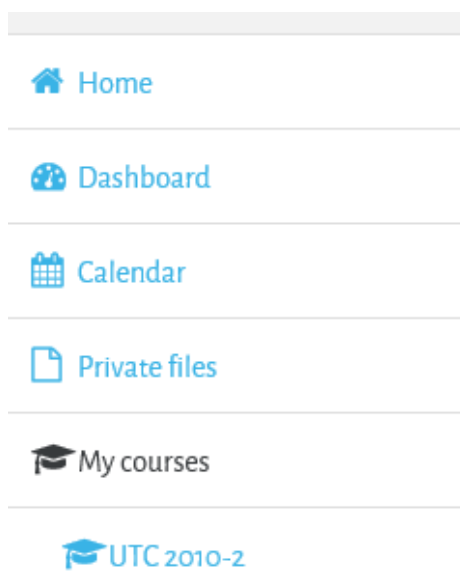 Home
Dashboard
Calendar
Private files
My courses
UTC 2010-2